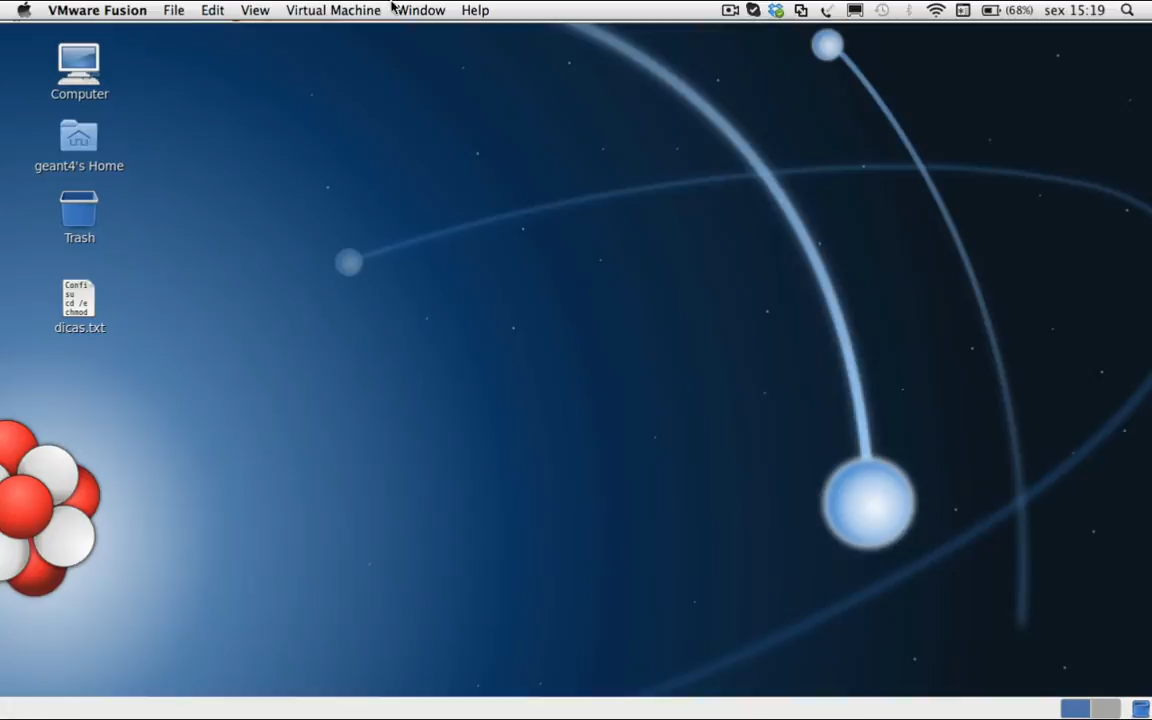 VMware Fusion File Edit View Virtual Machine Window Help (68%) sex 15:19
Computer
geant4's Home
Trash
Confi
su
cd /e
chmod
dicas.txt